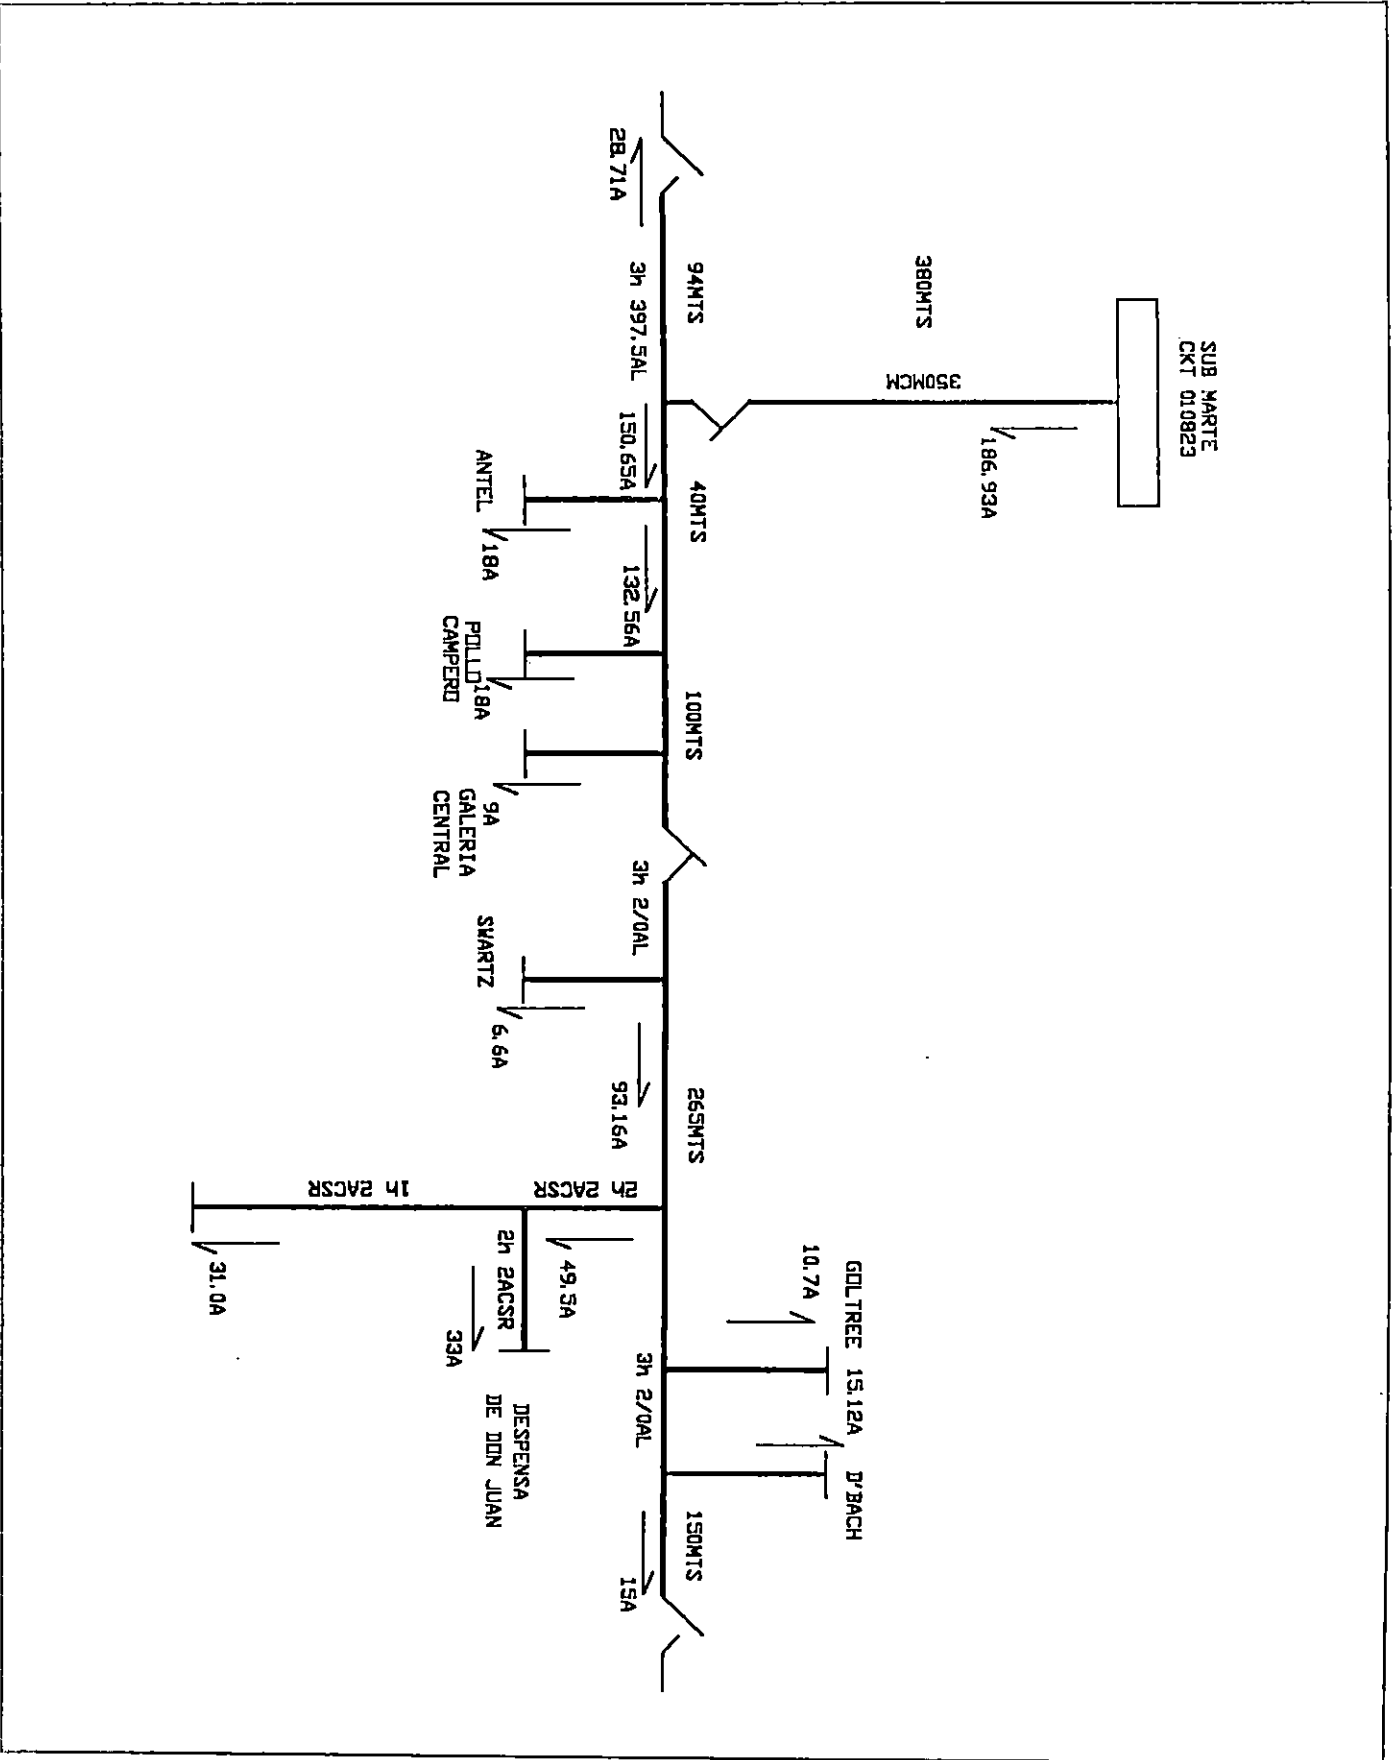 SUB MARTE
CKT 010823
380MTS
350MCM
186.93A
28.71A
94MTS
3h 397.5AL
150.65A
40MTS
ANTEL
18A
132.56A
POLLO
CAMPERO
18A
100MTS
9A
GALERIA
CENTRAL
3h 2/0AL
SWARTZ
6.6A
93.16A
265MTS
2h 2ACSR
1h 2ACSR
31.0A
49.5A
2h 2ACSR
33A
DESPENSA
DE DON JUAN
10.7A
GOLTREE
15.12A
D'BACH
3h 2/0AL
150MTS
15A